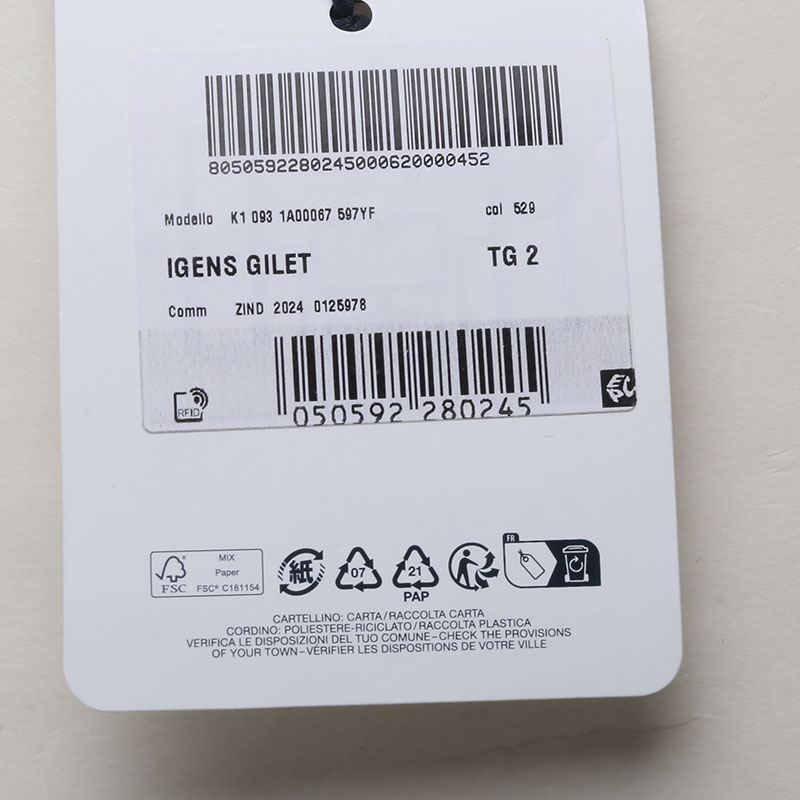 8050592280245000620000452
Modello K1 093 1A00067 597YF col 529
IGENS GILET TG 2
Comm ZIND 2024 0125978
RFID
050592 280245
MIX
Paper
FSC FSC® C181154
紙
07
21
PAP
FR
CARTELLINO: CARTA/RACCOLTA CARTA
CORDINO: POLIESTERE-RICICLATO/RACCOLTA PLASTICA
VERIFICA LE DISPOSIZIONI DEL TUO COMUNE-CHECK THE PROVISIONS
OF YOUR TOWN-VÉRIFIER LES DISPOSITIONS DE VOTRE VILLE